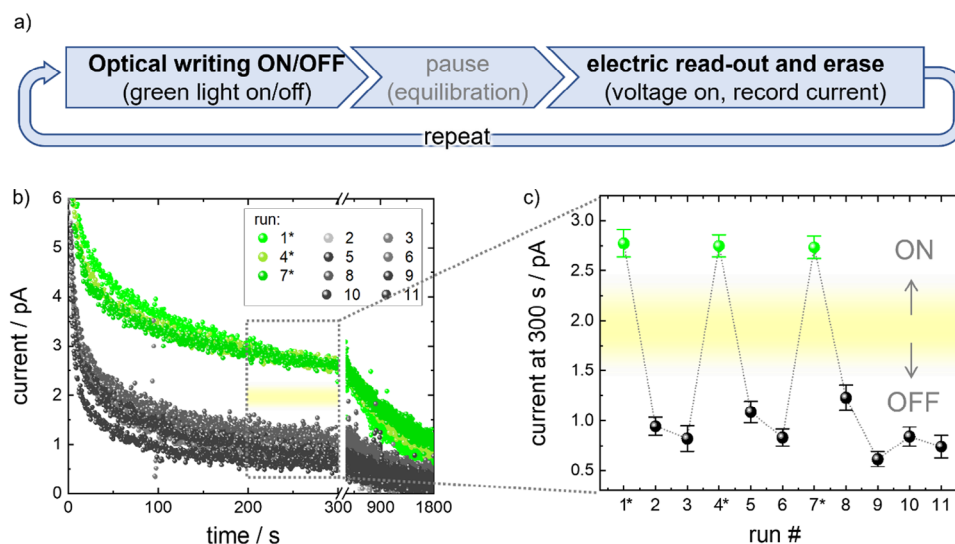 a)
Optical writing ON/OFF
(green light on/off)
pause
(equilibration)
electric read-out and erase
(voltage on, record current)
repeat
b)
6
5
4
3
2
1
0
current / pA
0
100
200
300
900
1800
time / s
run:
1*
2
3
4*
5
6
7*
8
9
10
11
c)
3.0
2.5
2.0
1.5
1.0
0.5
current at 300 s / pA
ON
OFF
1* 2 3 4* 5 6 7* 8 9 10 11
run #